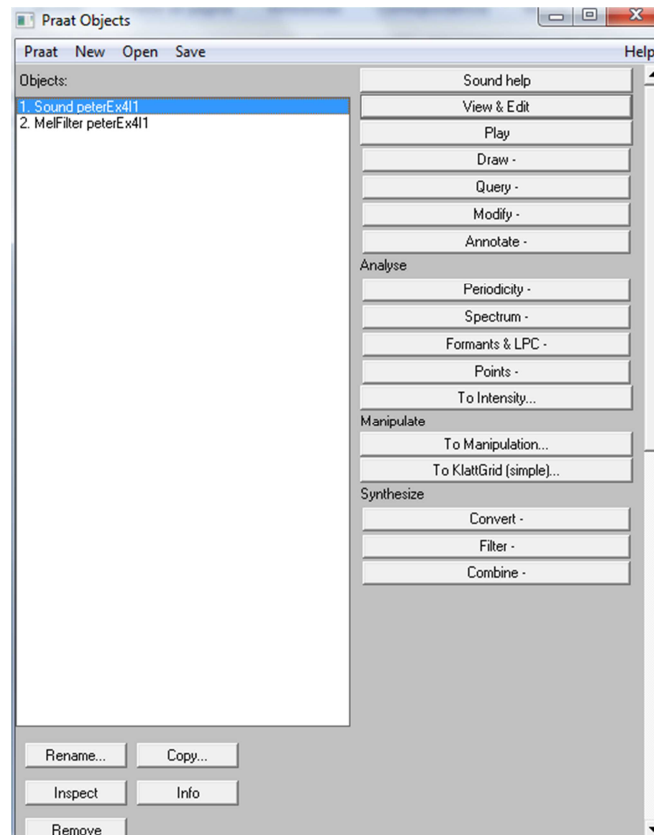 Praat Objects
Praat New Open Save Help
Objects:
1. Sound peterEx4I1
2. MelFilter peterEx4I1
Sound help
View & Edit
Play
Draw -
Query -
Modify -
Annotate -
Analyse
Periodicity -
Spectrum -
Formants & LPC -
Points -
To Intensity...
Manipulate
To Manipulation...
To KlattGrid (simple)...
Synthesize
Convert -
Filter -
Combine -
Rename... Copy...
Inspect Info
Remove